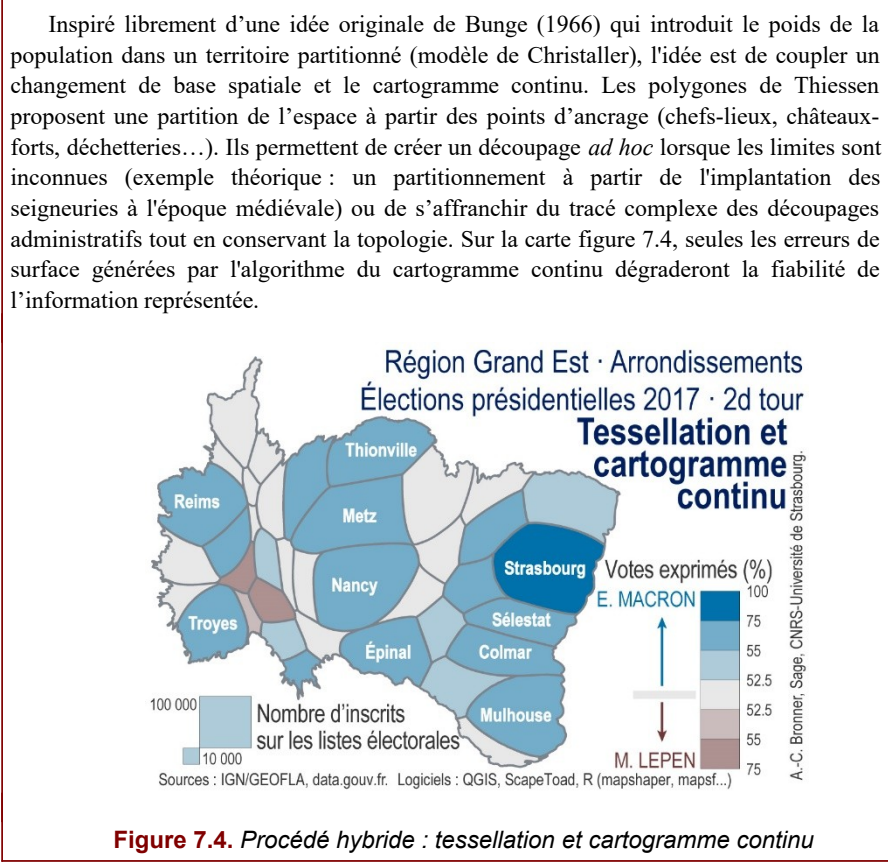 Inspiré librement d’une idée originale de Bunge (1966) qui introduit le poids de la
population dans un territoire partitionné (modèle de Christaller), l'idée est de coupler un
changement de base spatiale et le cartogramme continu. Les polygones de Thiessen
proposent une partition de l’espace à partir des points d’ancrage (chefs-lieux, châteaux-
forts, déchetteries…). Ils permettent de créer un découpage ad hoc lorsque les limites sont
inconnues (exemple théorique : un partitionnement à partir de l'implantation des
seigneuries à l'époque médiévale) ou de s’affranchir du tracé complexe des découpages
administratifs tout en conservant la topologie. Sur la carte figure 7.4, seules les erreurs de
surface générées par l'algorithme du cartogramme continu dégraderont la fiabilité de
l’information représentée.
Région Grand Est · Arrondissements
Élections présidentielles 2017 · 2d tour
Tessellation et
cartogramme
continu
Thionville
Reims
Metz
Strasbourg
Nancy
Troyes
Sélestat
Épinal
Colmar
Mulhouse
Votes exprimés (%)
E. MACRON
100
75
55
52.5
52.5
55
75
M. LEPEN
100 000
10 000
Nombre d’inscrits
sur les listes électorales
Sources : IGN/GEOFLA, data.gouv.fr. Logiciels : QGIS, ScapeToad, R (mapshaper, mapsf...)
A.-C. Bronner, Sage, CNRS-Université de Strasbourg.
Figure 7.4. Procédé hybride : tessellation et cartogramme continu